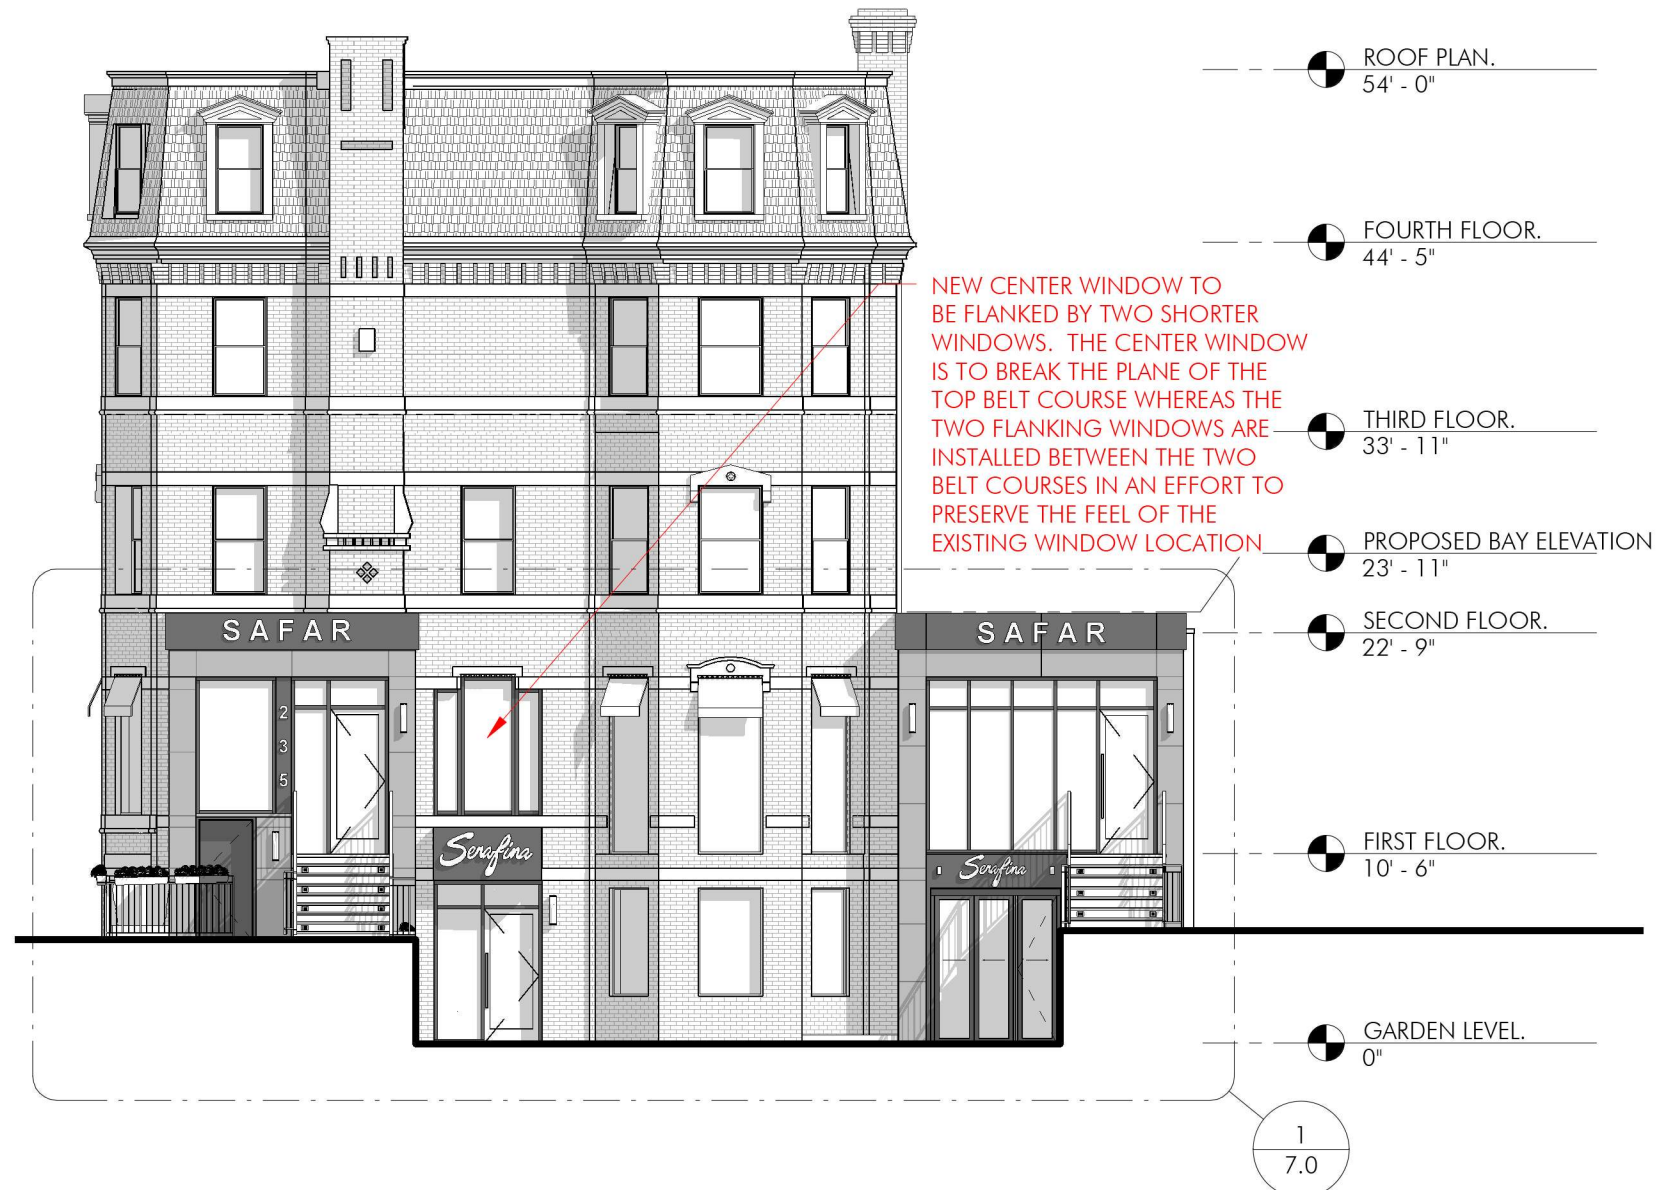 ROOF PLAN.
54' - 0"
FOURTH FLOOR.
44' - 5"
NEW CENTER WINDOW TO
BE FLANKED BY TWO SHORTER
WINDOWS. THE CENTER WINDOW
IS TO BREAK THE PLANE OF THE
TOP BELT COURSE WHEREAS THE
TWO FLANKING WINDOWS ARE
INSTALLED BETWEEN THE TWO
BELT COURSES IN AN EFFORT TO
PRESERVE THE FEEL OF THE
EXISTING WINDOW LOCATION
THIRD FLOOR.
33' - 11"
PROPOSED BAY ELEVATION
23' - 11"
SECOND FLOOR.
22' - 9"
SAFAR
SAFAR
2
3
5
Serafina
Serafina
FIRST FLOOR.
10' - 6"
GARDEN LEVEL.
0"
1
7.0